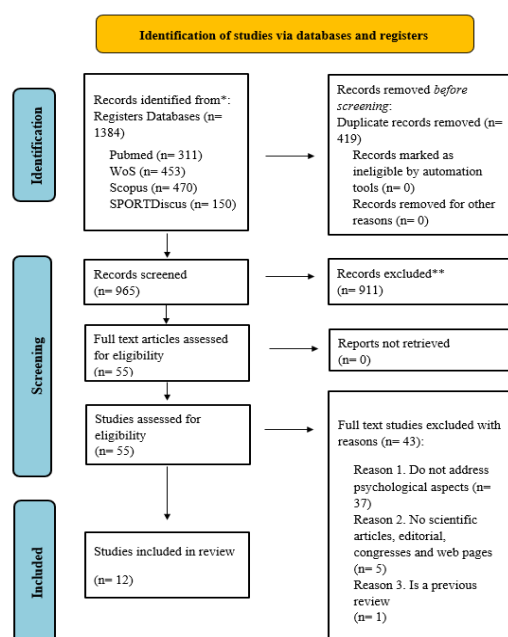 Identification of studies via databases and registers
Identification
Records identified from*:
Registers Databases (n=
1384)
Pubmed (n= 311)
WoS (n= 453)
Scopus (n= 470)
SPORTDiscus (n= 150)
Records removed before
screening:
Duplicate records removed (n=
419)
Records marked as
ineligible by automation
tools (n= 0)
Records removed for other
reasons (n= 0)
Screening
Records screened
(n= 965)
Records excluded**
(n= 911)
Full text articles assessed
for eligibility
(n= 55)
Reports not retrieved
(n= 0)
Studies assessed for
eligibility
(n= 55)
Full text studies excluded with
reasons (n= 43):
Reason 1. Do not address
psychological aspects (n=
37)
Reason 2. No scientific
articles, editorial,
congresses and web pages
(n= 5)
Reason 3. Is a previous
review
(n= 1)
Included
Studies included in review
(n= 12)